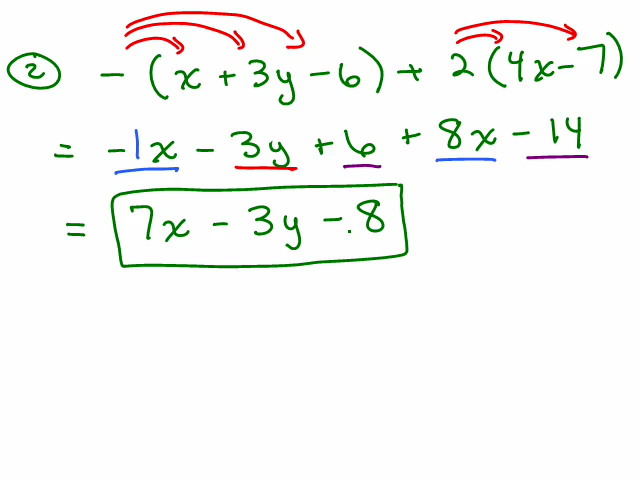 ② - (x + 3y - 6) + 2(4x - 7)
= -1x - 3y + 6 + 8x - 14
= 7x - 3y -.8